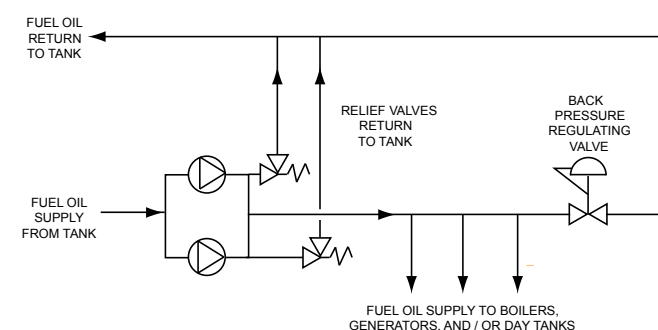 FUEL OIL
RETURN
TO TANK
RELIEF VALVES
RETURN
TO TANK
BACK
PRESSURE
REGULATING
VALVE
FUEL OIL
SUPPLY
FROM TANK
FUEL OIL SUPPLY TO BOILERS,
GENERATORS, AND / OR DAY TANKS